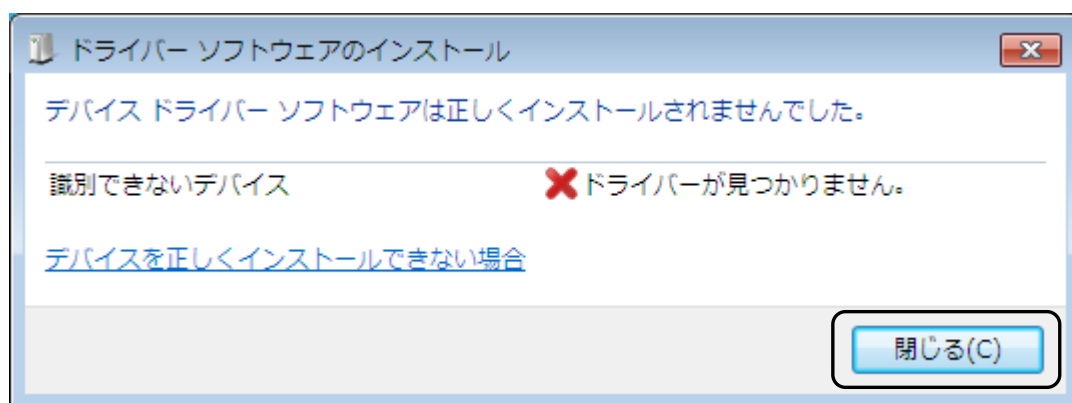 ドライバー ソフトウェアのインストール
デバイス ドライバー ソフトウェアは正しくインストールされませんでした。
識別できないデバイス ドライバーが見つかりません。
デバイスを正しくインストールできない場合
閉じる(C)